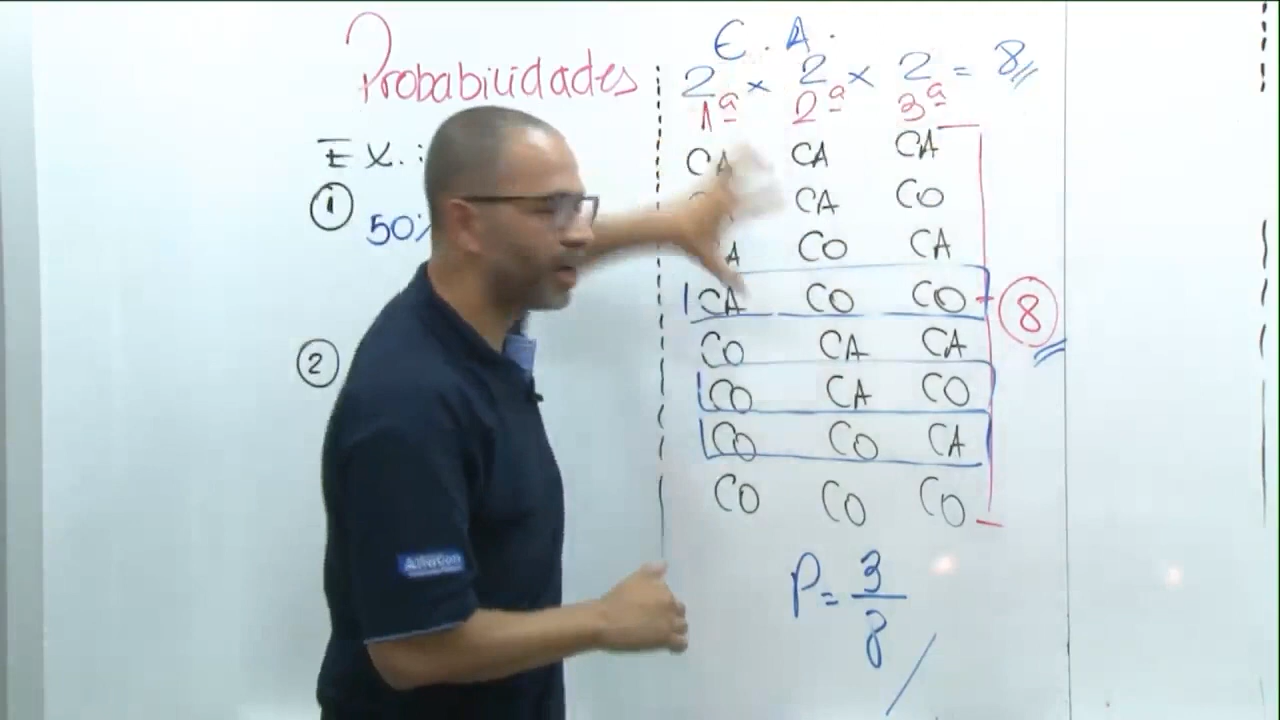 Probabilidades
EX.:
①
50%
②
E. A.
2 x 2 x 2 = 8
1ª 2ª 3ª
CA CA CA
CA CO
A CO CA
CA CO CO
8
CO CA CA
CO CA CO
CO CO CA
CO CO CO
P = 3/8
AlfaCon